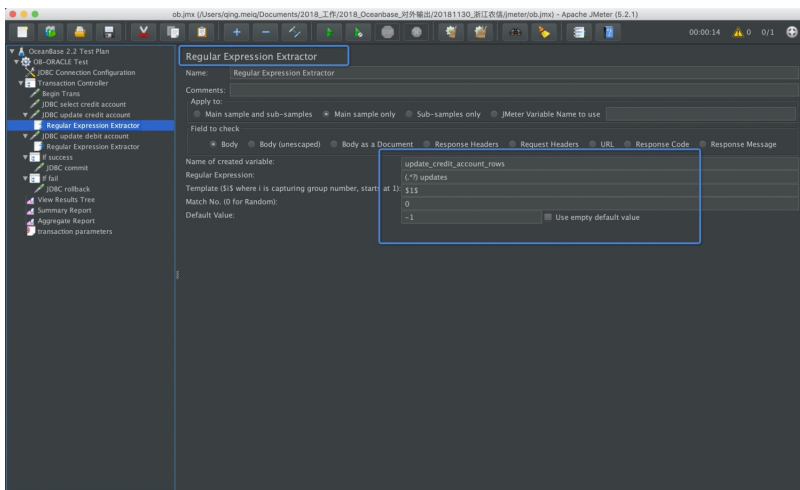 ob.jmx (/Users/qing.meiq/Documents/2018_工作/2018_Oceanbase_对外输出/20181130_浙江农信/jmeter/ob.jmx) - Apache JMeter (5.2.1)
00:00:14 0 0/1
OceanBase 2.2 Test Plan
OB-ORACLE Test
JDBC Connection Configuration
Transaction Controller
Begin Trans
JDBC select credit account
JDBC update credit account
Regular Expression Extractor
JDBC update debit account
Regular Expression Extractor
If success
JDBC commit
If fail
JDBC rollback
View Results Tree
Summary Report
Aggregate Report
transaction parameters
Regular Expression Extractor
Name: Regular Expression Extractor
Comments:
Apply to:
Main sample and sub-samples Main sample only Sub-samples only JMeter Variable Name to use
Field to check
Body Body (unescaped) Body as a Document Response Headers Request Headers URL Response Code Response Message
Name of created variable: update_credit_account_rows
Regular Expression: (.*?) updates
Template ($i$ where i is capturing group number, starts at 1): $1$
Match No. (0 for Random): 0
Default Value: -1 Use empty default value